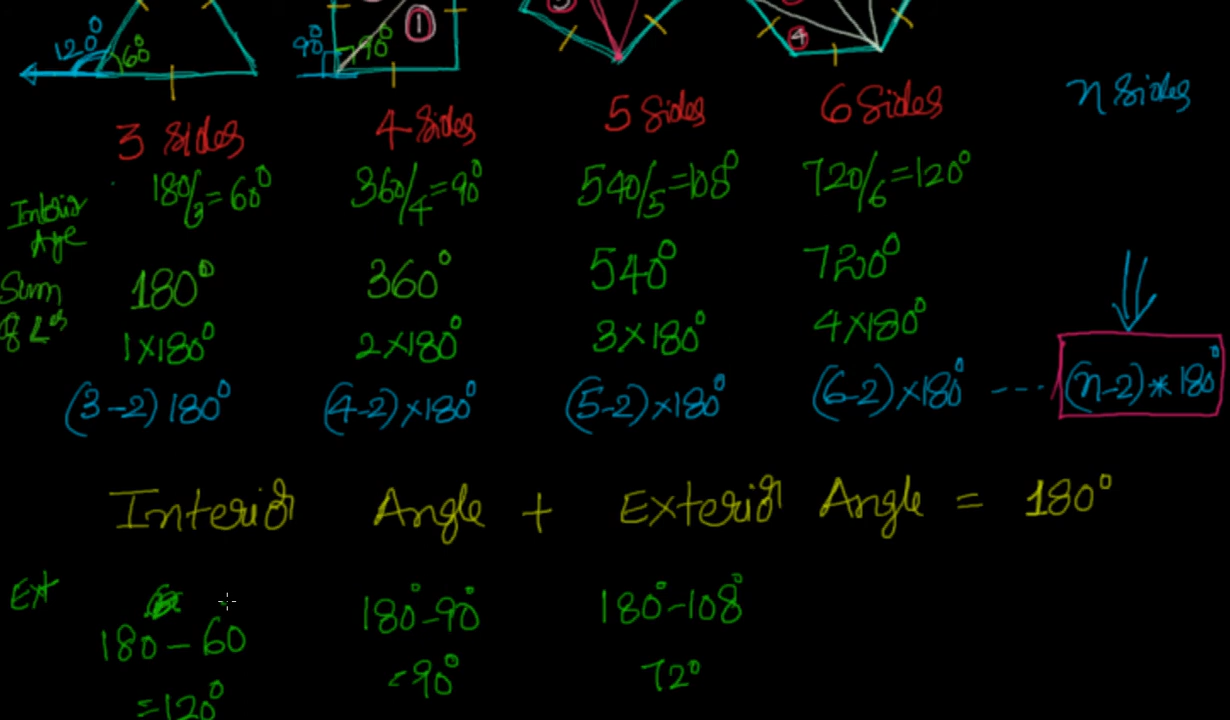 120° 60° 90° 90° 1 3 4
3 Sides 4 Sides 5 Sides 6 Sides n Sides
Interior Age 180/3=60° 360/4=90° 540/5=108° 720/6=120°
Sum of ∠s 180° 360° 540° 720°
1×180° 2×180° 3×180° 4×180°
(3-2)180° (4-2)×180° (5-2)×180° (6-2)×180° ---- (n-2)*180°
Interior Angle + Exterior Angle = 180°
Ext 180-60 180°-90° 180°-108°
=120° =90° 72°